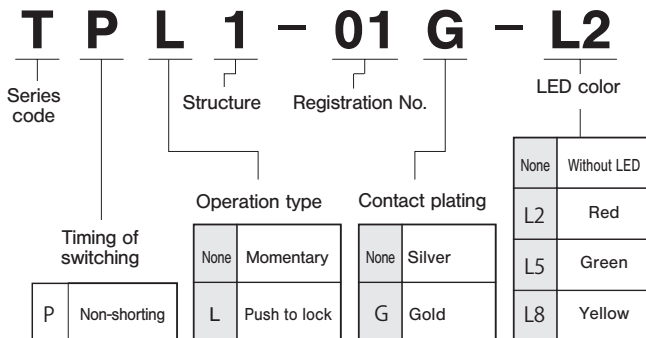 T P L 1 - 01 G - L2
Series code
Structure
Registration No.
LED color
None Without LED
L2 Red
L5 Green
L8 Yellow
Operation type
None Momentary
L Push to lock
Contact plating
None Silver
G Gold
Timing of switching
P Non-shorting